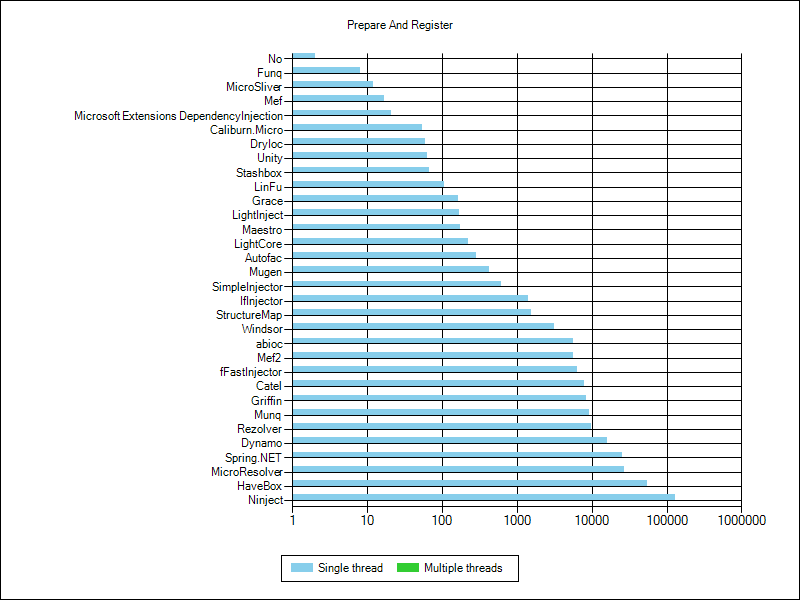 Prepare And Register
No
Funq
MicroSliver
Mef
Microsoft Extensions DependencyInjection
Caliburn.Micro
DryIoc
Unity
Stashbox
LinFu
Grace
LightInject
Maestro
LightCore
Autofac
Mugen
SimpleInjector
IfInjector
StructureMap
Windsor
abioc
Mef2
fFastInjector
Catel
Griffin
Munq
Rezolver
Dynamo
Spring.NET
MicroResolver
HaveBox
Ninject
1 10 100 1000 10000 100000 1000000
Single thread Multiple threads